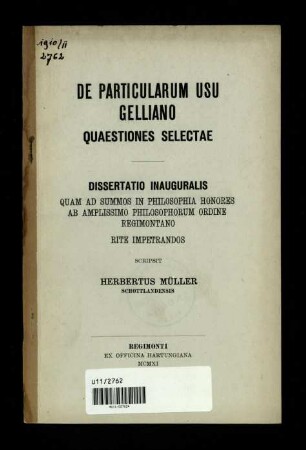 1910/II
2762
DE PARTICULARUM USU
GELLIANO
QUAESTIONES SELECTAE
DISSERTATIO INAUGURALIS
QUAM AD SUMMOS IN PHILOSOPHIA HONORES
AB AMPLISSIMO PHILOSOPHORUM ORDINE
REGIMONTANO
RITE IMPETRANDOS
SCRIPSIT
HERBERTUS MÜLLER
SCHOTTLANDENSIS
REGIMONTI
EX OFFICINA HARTUNGIANA
MCMXI
U11/2762